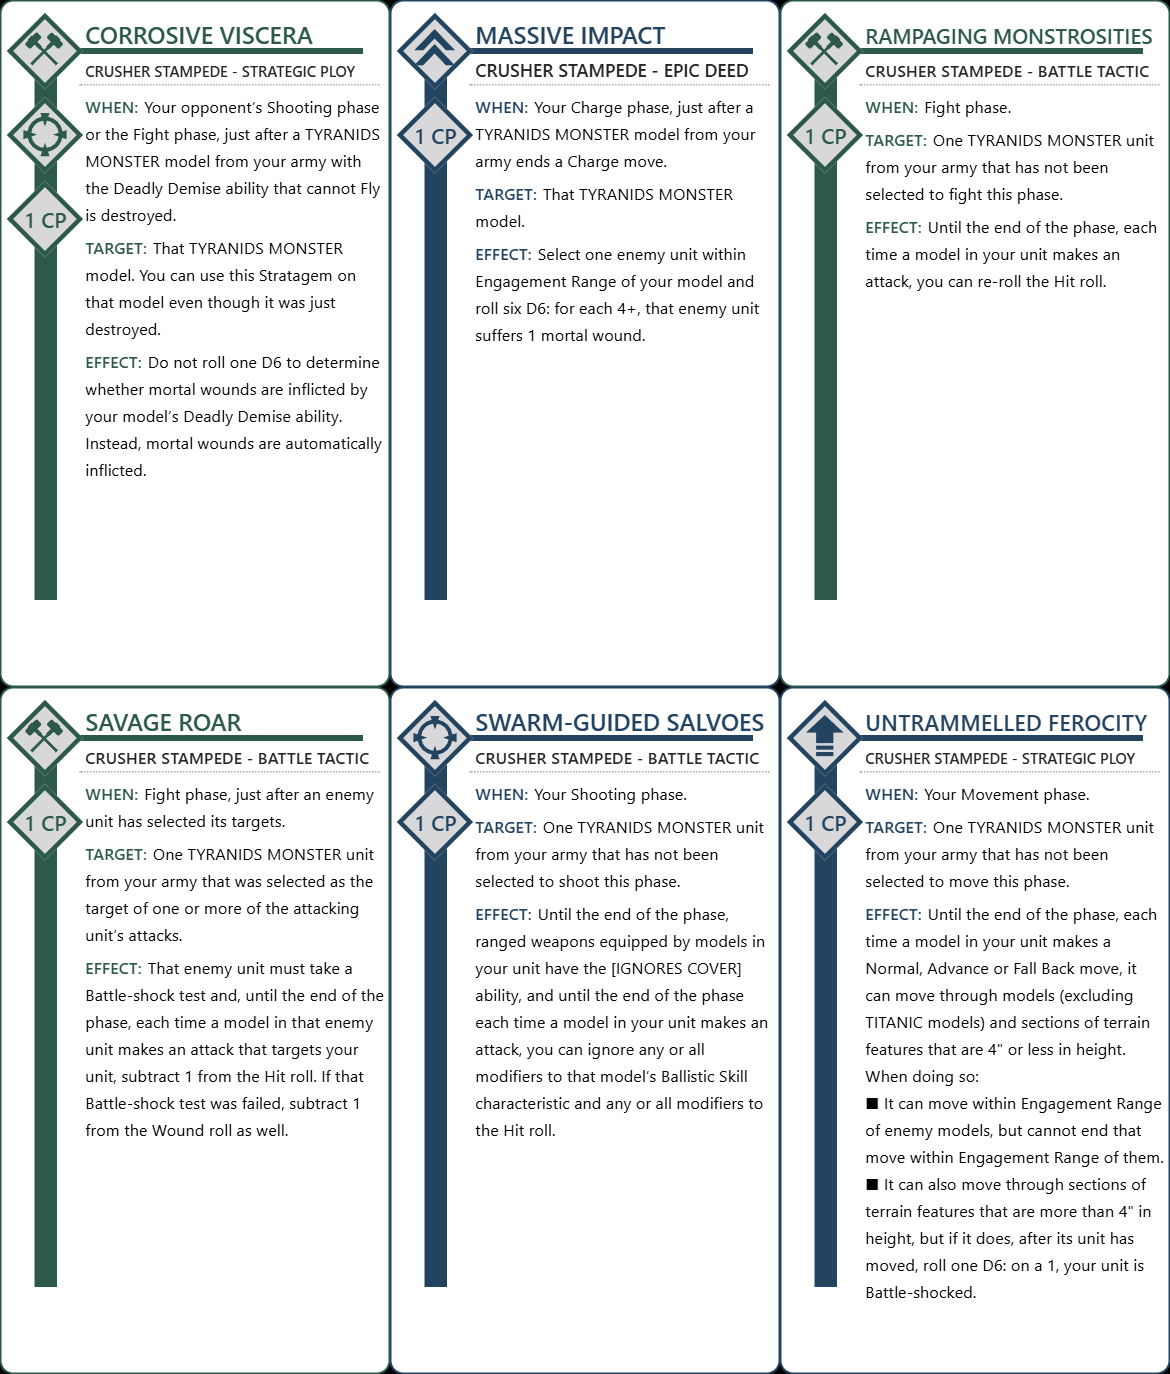 CORROSIVE VISCERA
CRUSHER STAMPEDE - STRATEGIC PLOY
WHEN: Your opponent's Shooting phase
or the Fight phase, just after a TYRANIDS
MONSTER model from your army with
the Deadly Demise ability that cannot Fly
is destroyed.
1 CP
TARGET: That TYRANIDS MONSTER
model. You can use this Stratagem on
that model even though it was just
destroyed.
EFFECT: Do not roll one D6 to determine
whether mortal wounds are inflicted by
your model's Deadly Demise ability.
Instead, mortal wounds are automatically
inflicted.
MASSIVE IMPACT
CRUSHER STAMPEDE - EPIC DEED
1 CP
WHEN: Your Charge phase, just after a
TYRANIDS MONSTER model from your
army ends a Charge move.
TARGET: That TYRANIDS MONSTER
model.
EFFECT: Select one enemy unit within
Engagement Range of your model and
roll six D6: for each 4+, that enemy unit
suffers 1 mortal wound.
RAMPAGING MONSTROSITIES
CRUSHER STAMPEDE - BATTLE TACTIC
1 CP
WHEN: Fight phase.
TARGET: One TYRANIDS MONSTER unit
from your army that has not been
selected to fight this phase.
EFFECT: Until the end of the phase, each
time a model in your unit makes an
attack, you can re-roll the Hit roll.
SAVAGE ROAR
CRUSHER STAMPEDE - BATTLE TACTIC
1 CP
WHEN: Fight phase, just after an enemy
unit has selected its targets.
TARGET: One TYRANIDS MONSTER unit
from your army that was selected as the
target of one or more of the attacking
unit's attacks.
EFFECT: That enemy unit must take a
Battle-shock test and, until the end of the
phase, each time a model in that enemy
unit makes an attack that targets your
unit, subtract 1 from the Hit roll. If that
Battle-shock test was failed, subtract 1
from the Wound roll as well.
SWARM-GUIDED SALVOES
CRUSHER STAMPEDE - BATTLE TACTIC
1 CP
WHEN: Your Shooting phase.
TARGET: One TYRANIDS MONSTER unit
from your army that has not been
selected to shoot this phase.
EFFECT: Until the end of the phase,
ranged weapons equipped by models in
your unit have the [IGNORES COVER]
ability, and until the end of the phase
each time a model in your unit makes an
attack, you can ignore any or all
modifiers to that model's Ballistic Skill
characteristic and any or all modifiers to
the Hit roll.
UNTRAMMELLED FEROCITY
CRUSHER STAMPEDE - STRATEGIC PLOY
1 CP
WHEN: Your Movement phase.
TARGET: One TYRANIDS MONSTER unit
from your army that has not been
selected to move this phase.
EFFECT: Until the end of the phase, each
time a model in your unit makes a
Normal, Advance or Fall Back move, it
can move through models (excluding
TITANIC models) and sections of terrain
features that are 4" or less in height.
When doing so:
■ It can move within Engagement Range
of enemy models, but cannot end that
move within Engagement Range of them.
■ It can also move through sections of
terrain features that are more than 4" in
height, but if it does, after its unit has
moved, roll one D6: on a 1, your unit is
Battle-shocked.